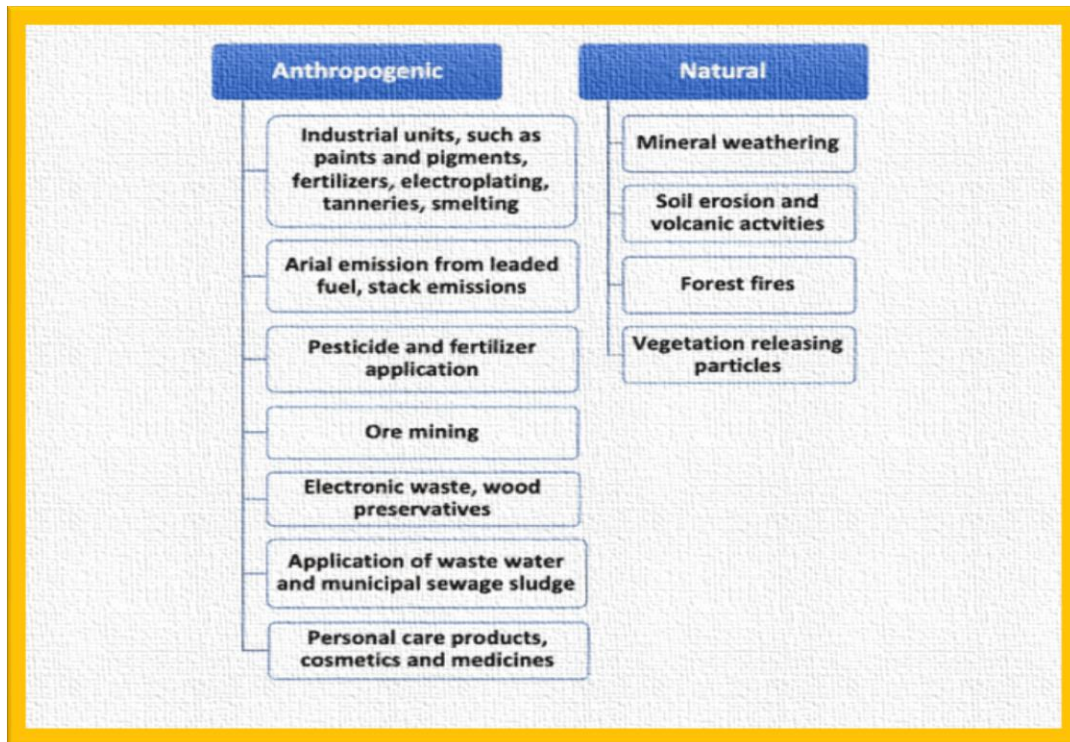 Anthropogenic
Industrial units, such as
paints and pigments,
fertilizers, electroplating,
tanneries, smelting
Arial emission from leaded
fuel, stack emissions
Pesticide and fertilizer
application
Ore mining
Electronic waste, wood
preservatives
Application of waste water
and municipal sewage sludge
Personal care products,
cosmetics and medicines
Natural
Mineral weathering
Soil erosion and
volcanic actvities
Forest fires
Vegetation releasing
particles